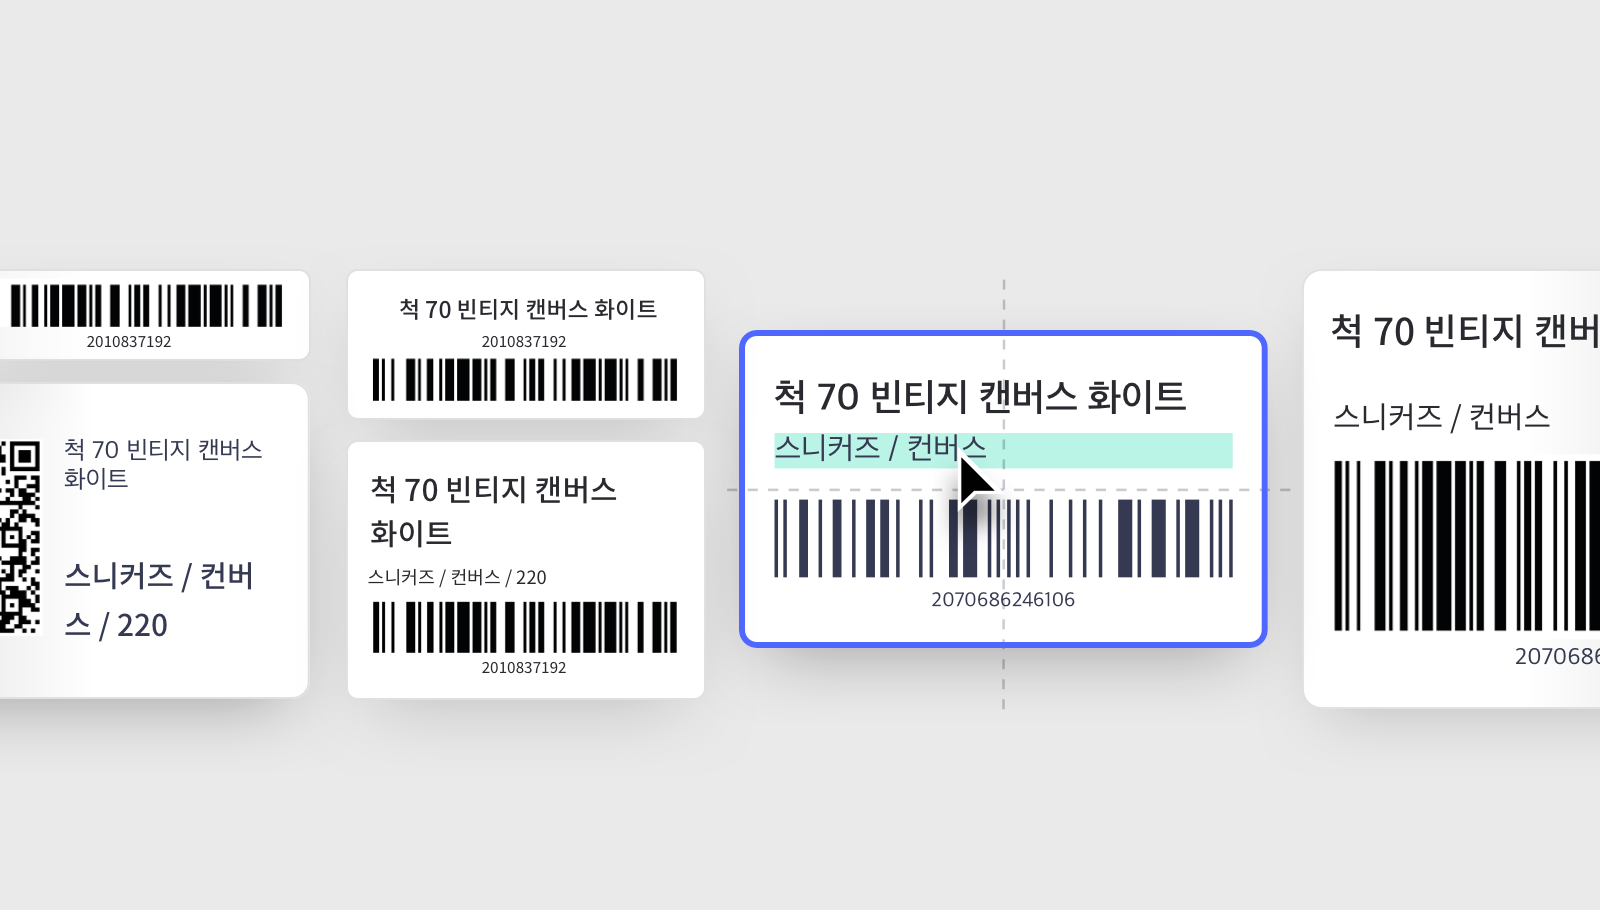 2010837192
척 70 빈티지 캔버스
화이트
스니커즈 / 컨버
스 / 220
척 70 빈티지 캔버스 화이트
2010837192
척 70 빈티지 캔버스
화이트
스니커즈 / 컨버스 / 220
2010837192
척 70 빈티지 캔버스 화이트
스니커즈 / 컨버스
2070686246106
척 70 빈티지 캔버
스니커즈 / 컨버스
2070686